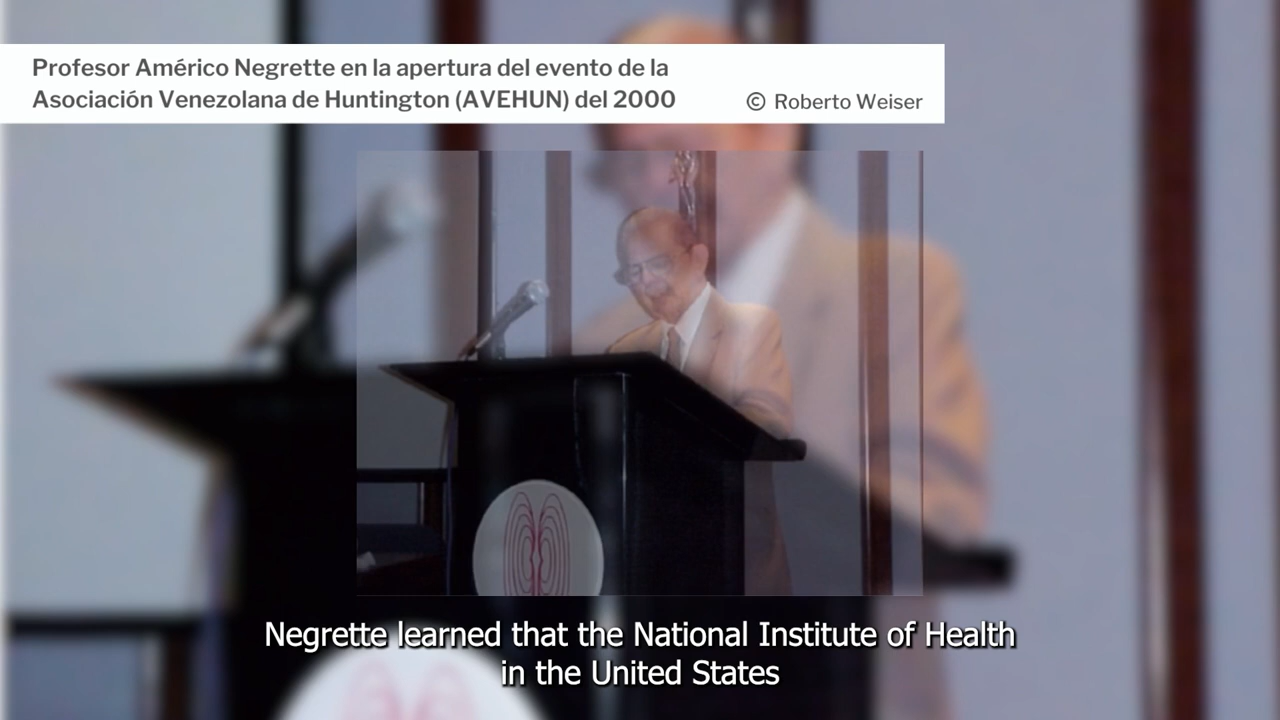 Profesor Américo Negrette en la apertura del evento de la
Asociación Venezolana de Huntington (AVEHUN) del 2000
© Roberto Weiser
Negrette learned that the National Institute of Health
in the United States